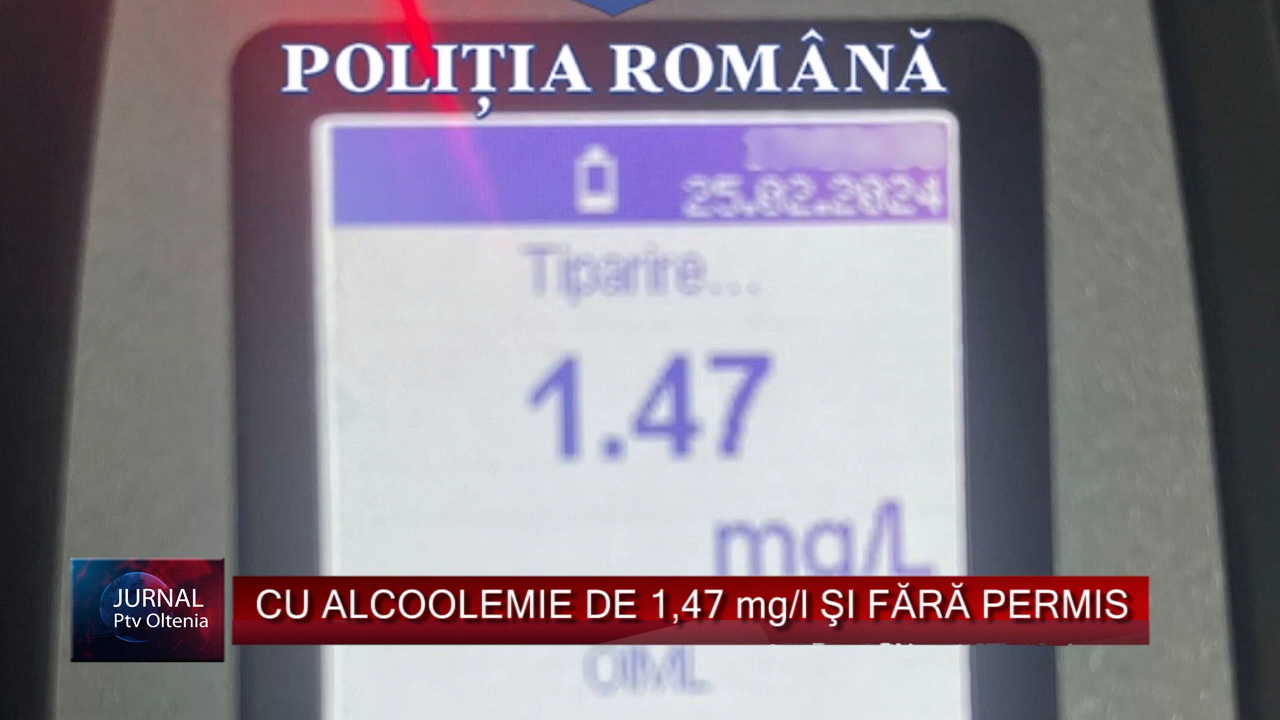 POLIȚIA ROMÂNĂ
25.02.2024
Tiparire...
1.47
mg/L
JURNAL
Ptv Oltenia
CU ALCOOLEMIE DE 1,47 mg/l ŞI FĂRĂ PERMIS
OIML